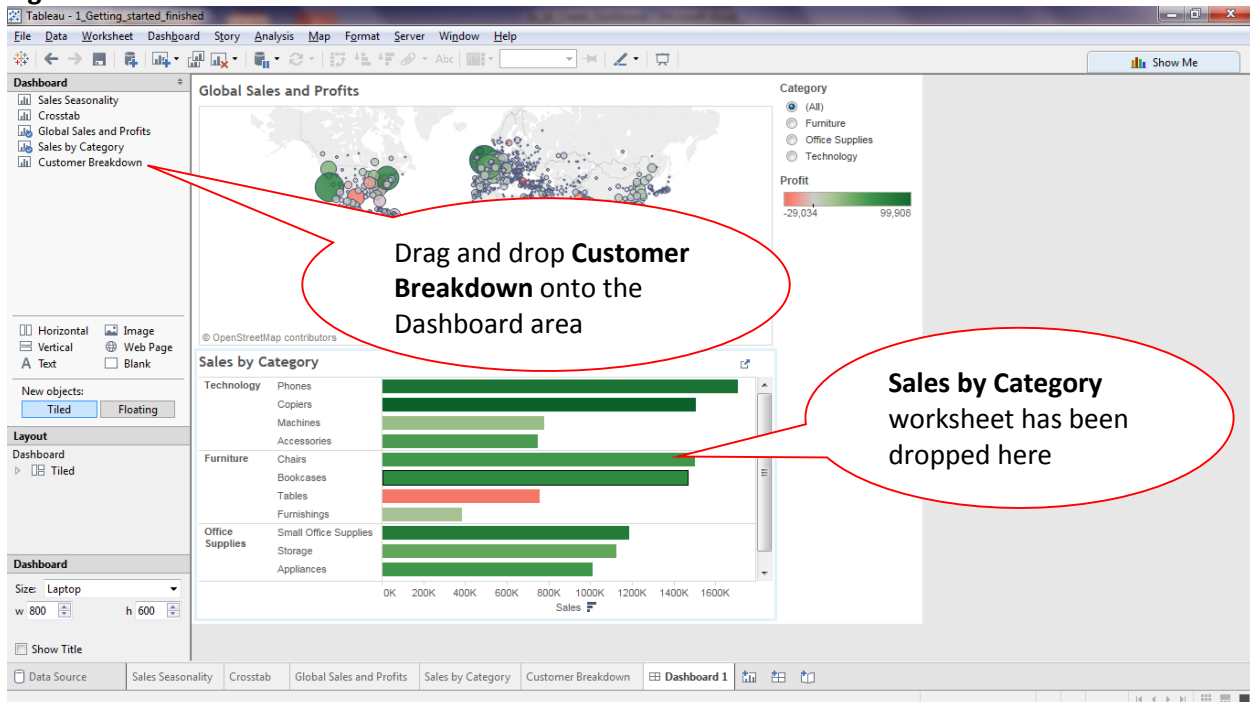 Tableau - 1_Getting_started_finished
File Data Worksheet Dashboard Story Analysis Map Format Server Window Help
Abc
Show Me
Dashboard
Sales Seasonality
Crosstab
Global Sales and Profits
Sales by Category
Customer Breakdown
Horizontal Image
Vertical Web Page
A Text Blank
New objects:
Tiled Floating
Layout
Dashboard
Tiled
Dashboard
Size: Laptop
w 800 h 600
Show Title
Global Sales and Profits
© OpenStreetMap contributors
Category
(All)
Furniture
Office Supplies
Technology
Profit
-29,034 99,908
Drag and drop Customer
Breakdown onto the
Dashboard area
Sales by Category
Technology Phones
Copiers
Machines
Accessories
Furniture Chairs
Bookcases
Tables
Furnishings
Office Supplies Small Office Supplies
Storage
Appliances
0K 200K 400K 600K 800K 1000K 1200K 1400K 1600K
Sales
Sales by Category
worksheet has been
dropped here
Data Source Sales Seasonality Crosstab Global Sales and Profits Sales by Category Customer Breakdown Dashboard 1